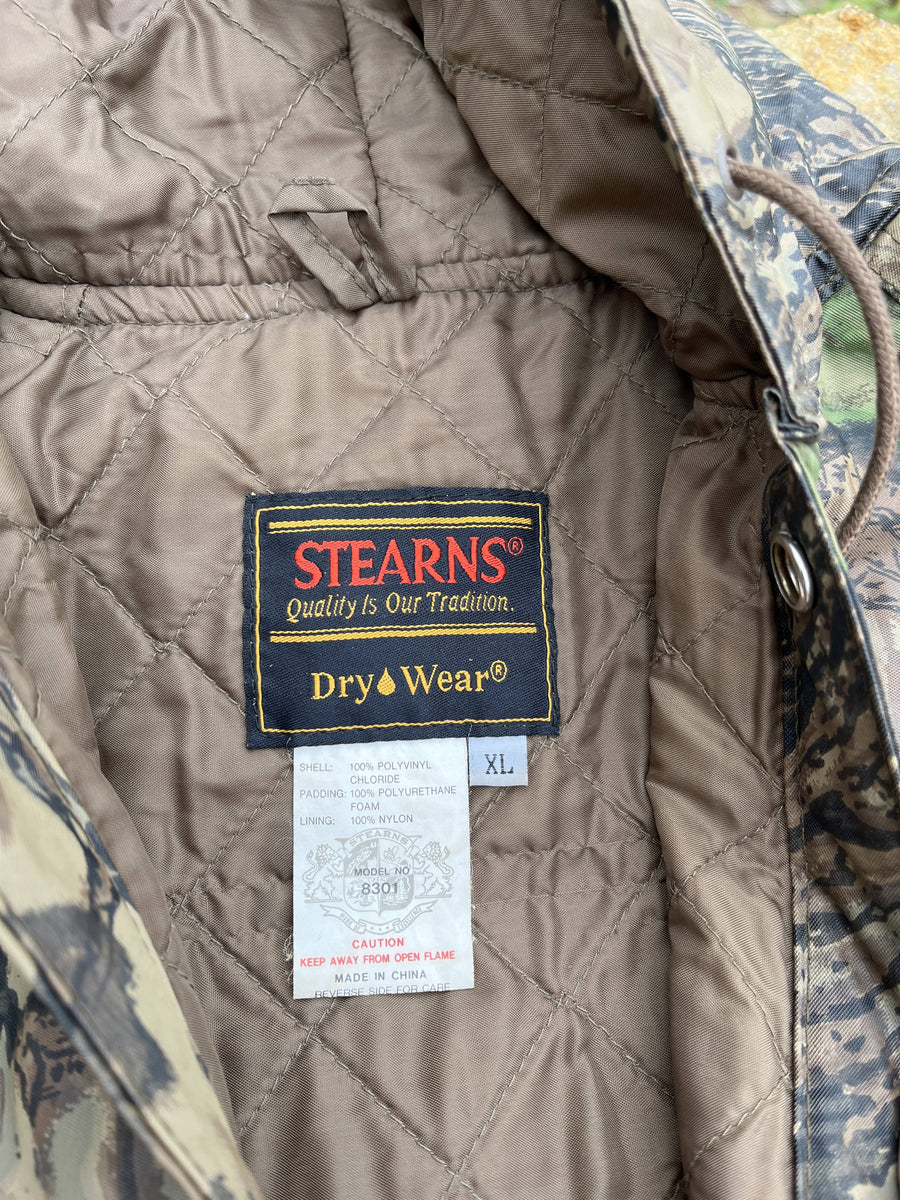 STEARNS®
Quality Is Our Tradition.
Dry Wear®
XL
SHELL: 100% POLYVINYL
CHLORIDE
PADDING: 100% POLYURETHANE
FOAM
LINING: 100% NYLON
STEARNS
MODEL NO
8301
CAUTION
KEEP AWAY FROM OPEN FLAME
MADE IN CHINA
REVERSE SIDE FOR CARE